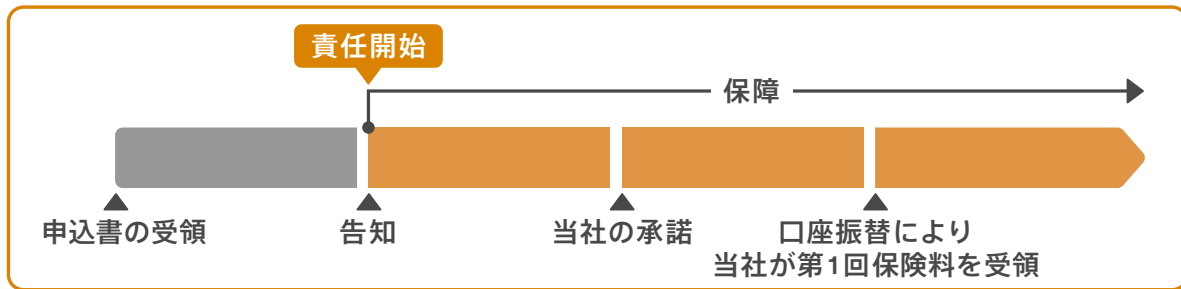 責任開始
保障
申込書の受領
告知
当社の承諾
口座振替により
当社が第1回保険料を受領